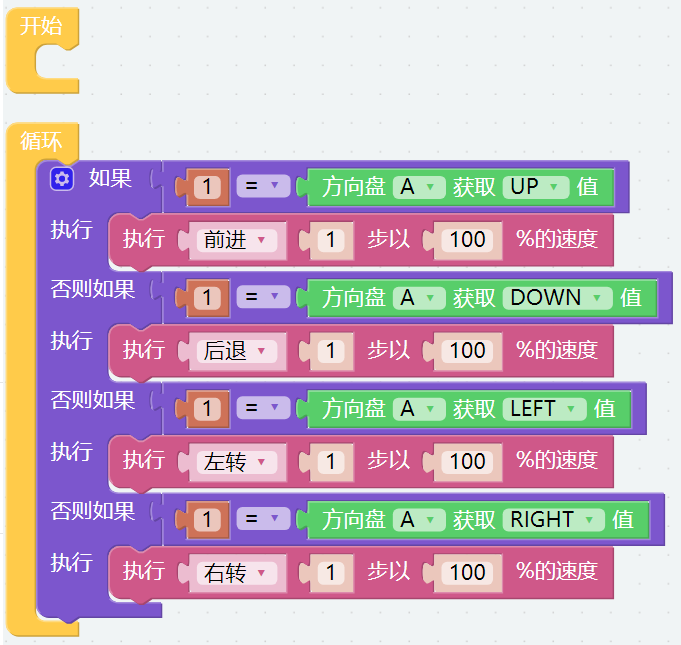 开始
循环
如果 1 = 方向盘 A 获取 UP 值
执行 执行 前进 1 步以 100 %的速度
否则如果 1 = 方向盘 A 获取 DOWN 值
执行 执行 后退 1 步以 100 %的速度
否则如果 1 = 方向盘 A 获取 LEFT 值
执行 执行 左转 1 步以 100 %的速度
否则如果 1 = 方向盘 A 获取 RIGHT 值
执行 执行 右转 1 步以 100 %的速度